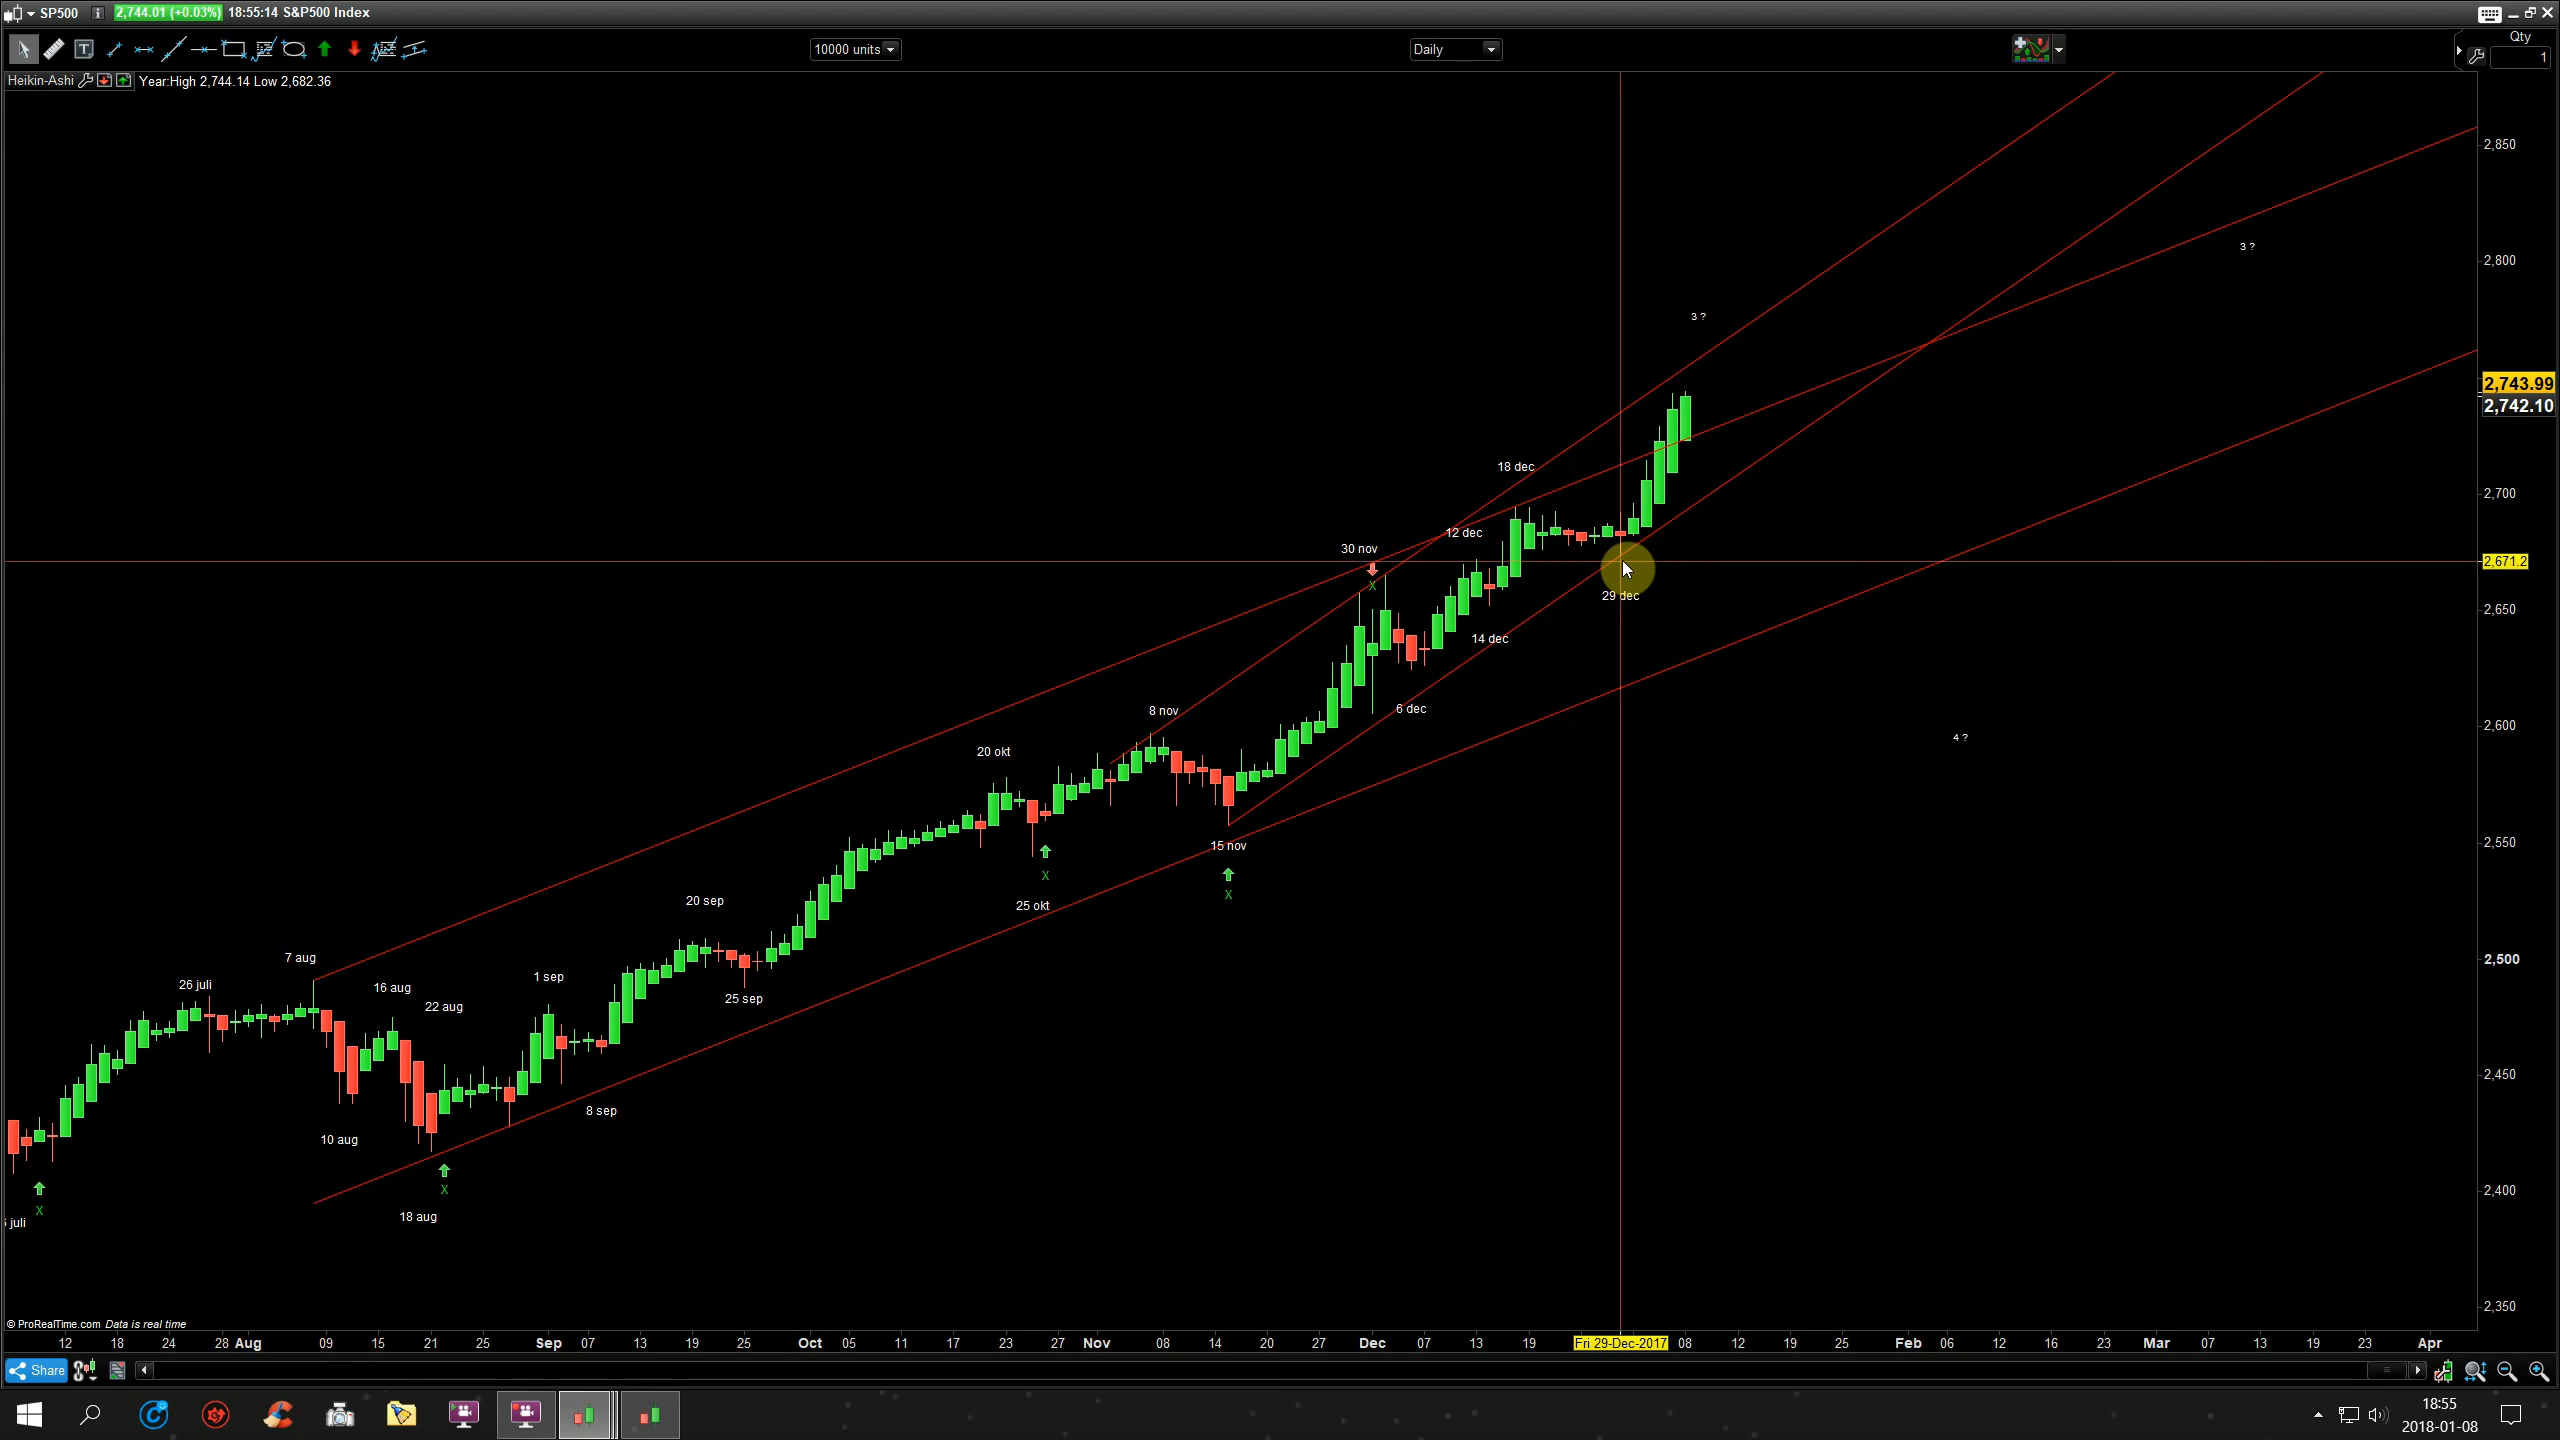 SP500 i 2,744.01 (+0.03%) 18:55:14 S&P500 Index
T 10000 units Daily Qty
1
Heikin-Ashi Year:High 2,744.14 Low 2,682.36
2,850
3 ?
2,800
3 ?
2,743.99
2,742.10
18 dec
2,700
12 dec
30 nov
X
2,671.2
29 dec
2,650
14 dec
6 dec
8 nov
2,600
4 ?
20 okt
15 nov
2,550
X
X
25 okt
20 sep
7 aug
2,500
1 sep
26 juli
16 aug
25 sep
22 aug
2,450
8 sep
10 aug
X
2,400
X
18 aug
juli
2,350
© ProRealTime.com Data is real time
12 18 24 28 Aug 09 15 21 25 Sep 07 13 19 25 Oct 05 11 17 23 27 Nov 08 14 20 27 Dec 07 13 19 Fri 29-Dec-2017 08 12 19 25 Feb 06 12 16 23 Mar 07 13 19 23 Apr
Share
18:55
2018-01-08